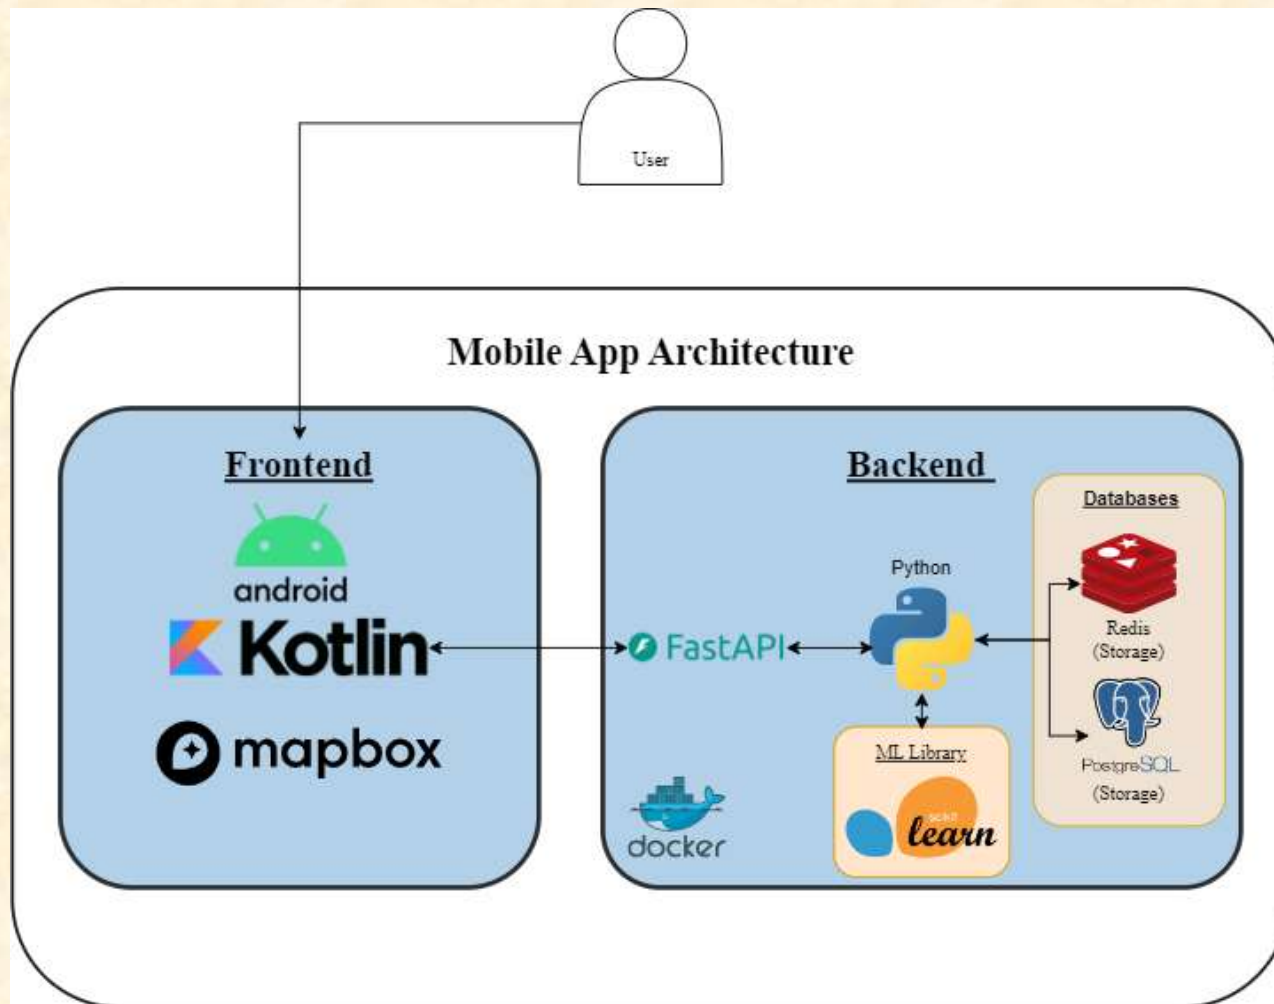 User
Mobile App Architecture
Frontend
android
Kotlin
mapbox
Backend
FastAPI
Python
docker
ML Library
scikit
learn
Databases
Redis
(Storage)
PostgreSQL
(Storage)